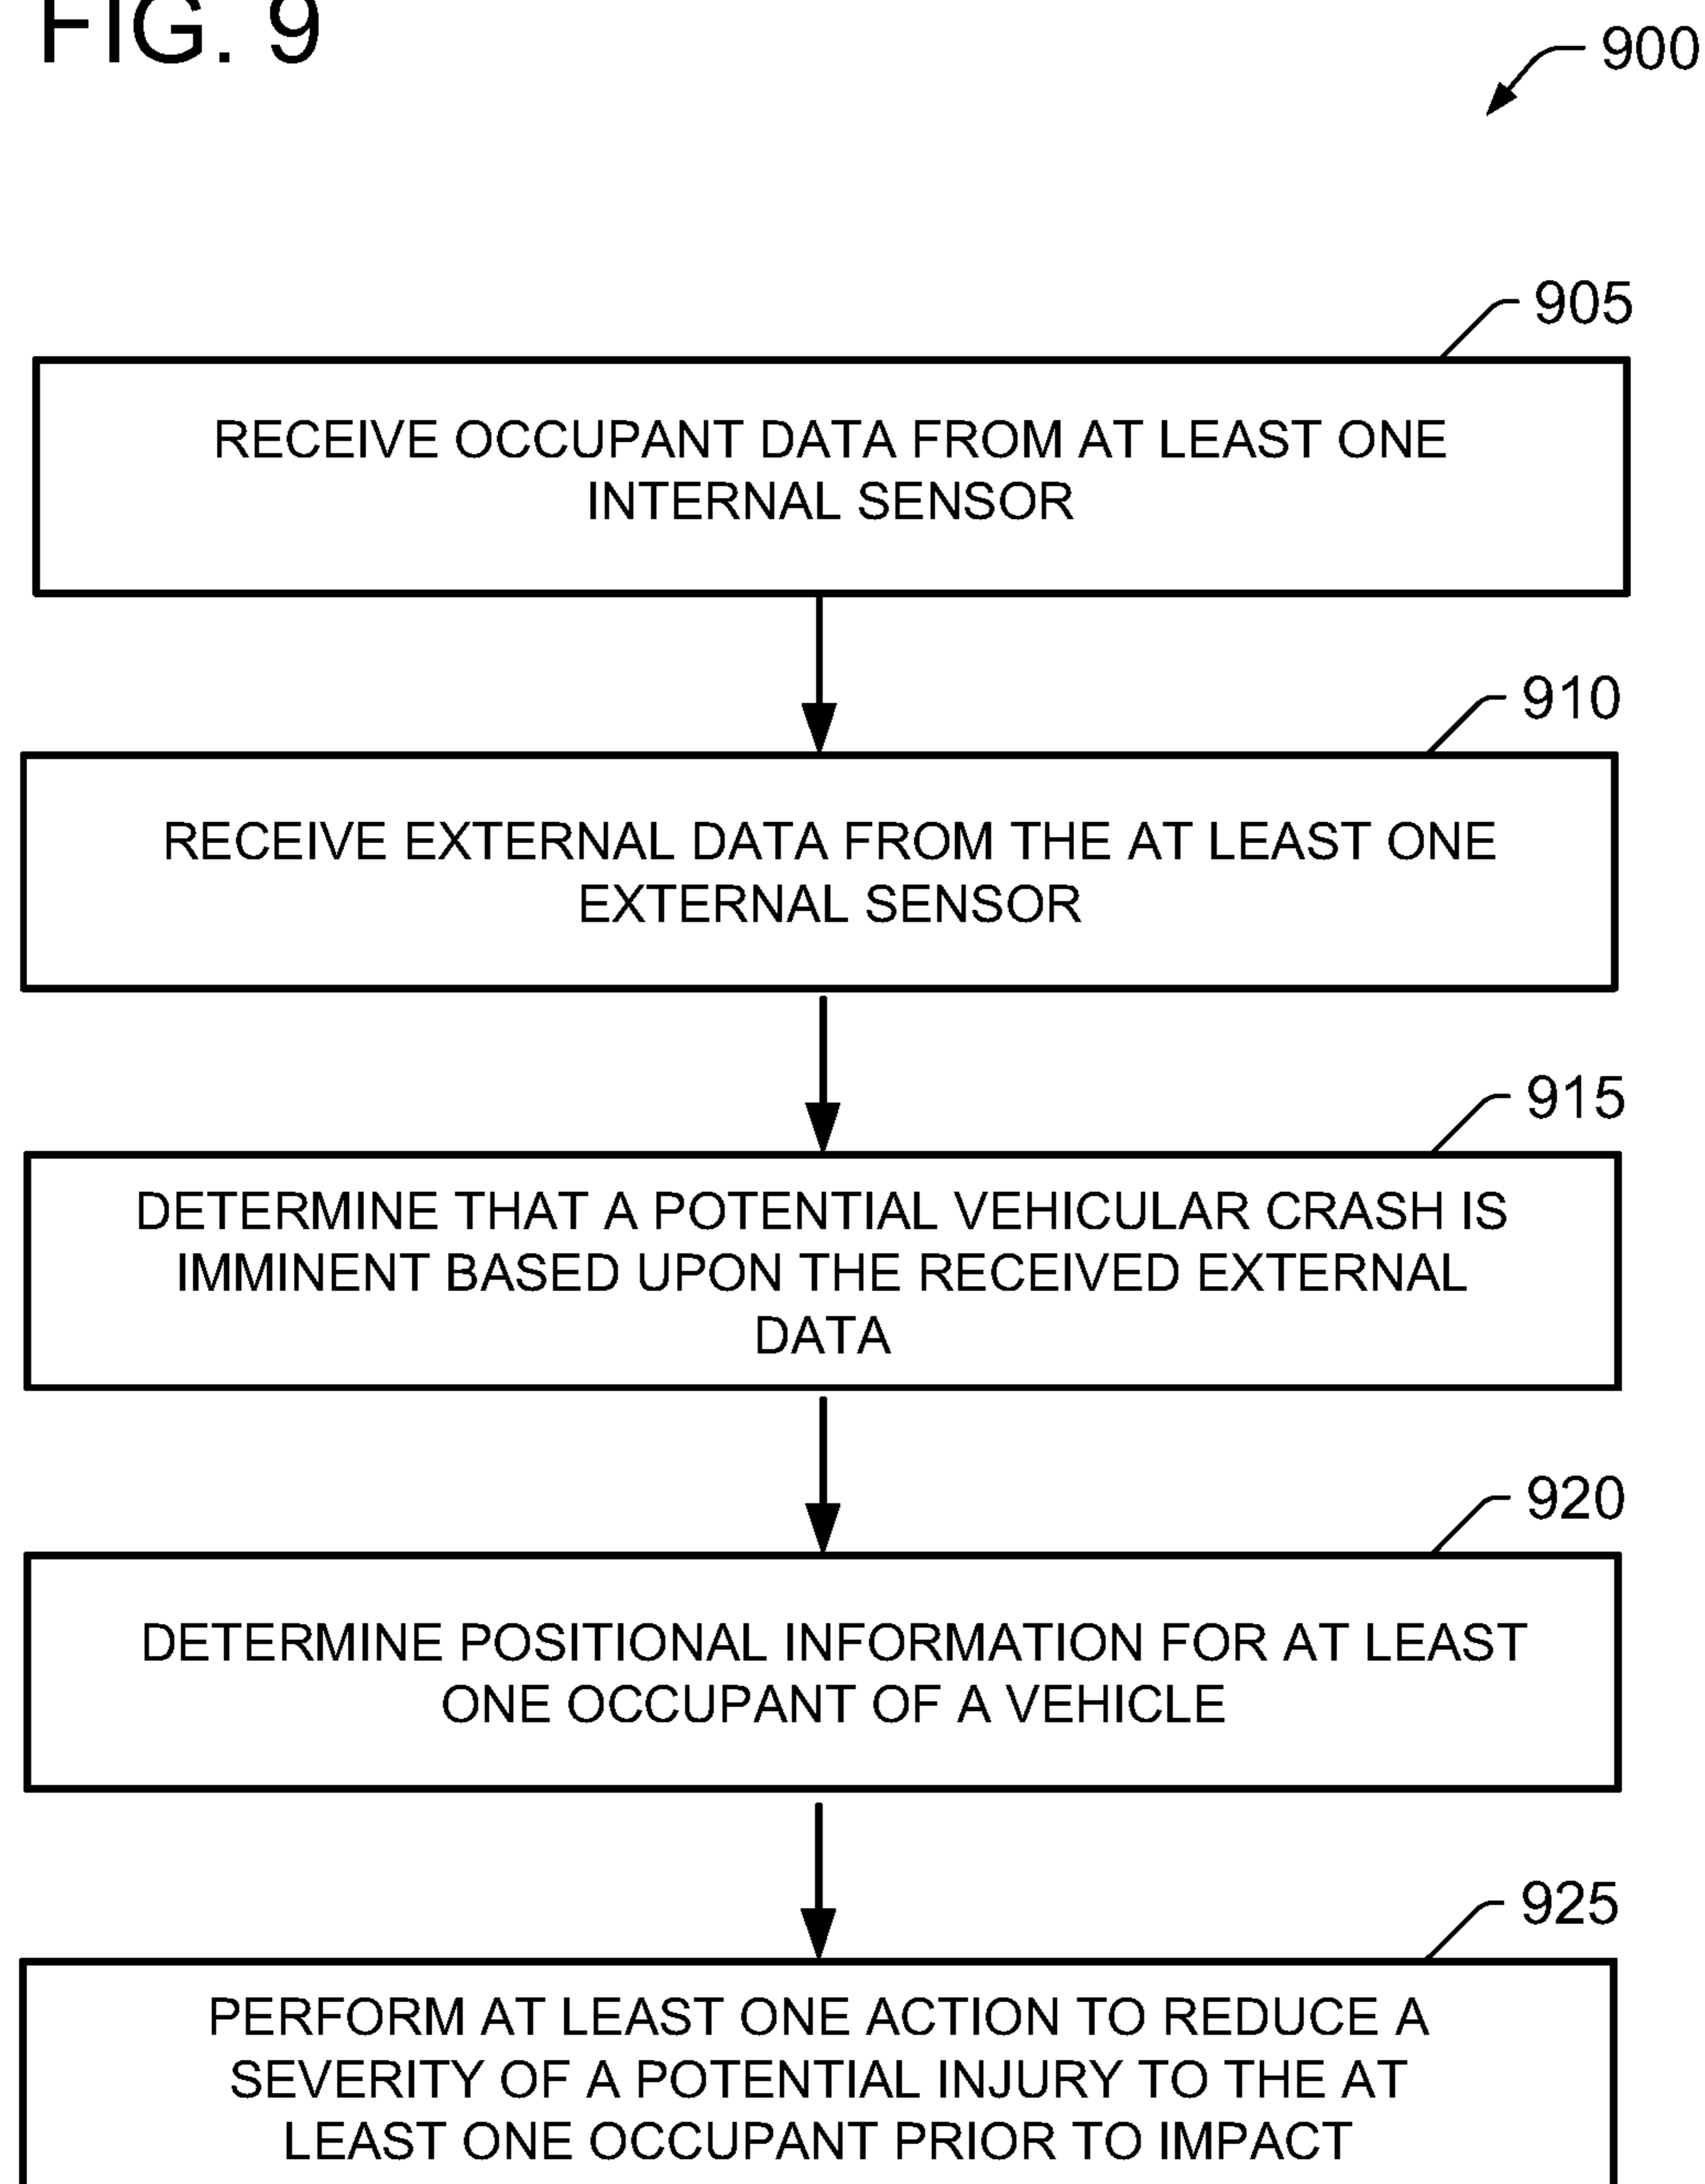 FIG. 9
900
905
RECEIVE OCCUPANT DATA FROM AT LEAST ONE
INTERNAL SENSOR
910
RECEIVE EXTERNAL DATA FROM THE AT LEAST ONE
EXTERNAL SENSOR
915
DETERMINE THAT A POTENTIAL VEHICULAR CRASH IS
IMMINENT BASED UPON THE RECEIVED EXTERNAL
DATA
920
DETERMINE POSITIONAL INFORMATION FOR AT LEAST
ONE OCCUPANT OF A VEHICLE
925
PERFORM AT LEAST ONE ACTION TO REDUCE A
SEVERITY OF A POTENTIAL INJURY TO THE AT
LEAST ONE OCCUPANT PRIOR TO IMPACT